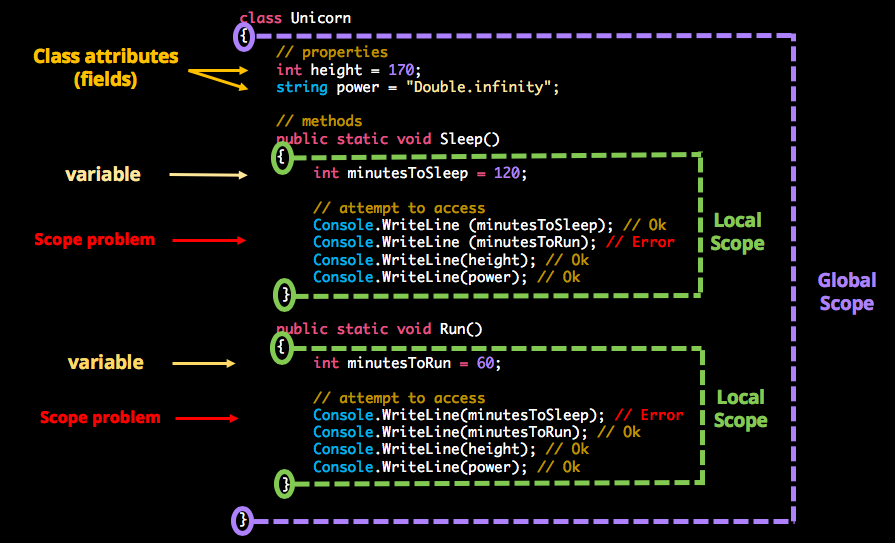 class Unicorn
{
Class attributes
(fields)
// properties
int height = 170;
string power = "Double.infinity";
// methods
public static void Sleep()
{
variable
int minutesToSleep = 120;
// attempt to access
Console.WriteLine (minutesToSleep); // Ok
Scope problem
Console.WriteLine (minutesToRun); // Error
Console.WriteLine(height); // Ok
Console.WriteLine(power); // Ok
}
Local
Scope
Global
Scope
public static void Run()
{
variable
int minutesToRun = 60;
// attempt to access
Scope problem
Console.WriteLine(minutesToSleep); // Error
Console.WriteLine(minutesToRun); // Ok
Console.WriteLine(height); // Ok
Console.WriteLine(power); // Ok
}
Local
Scope
}